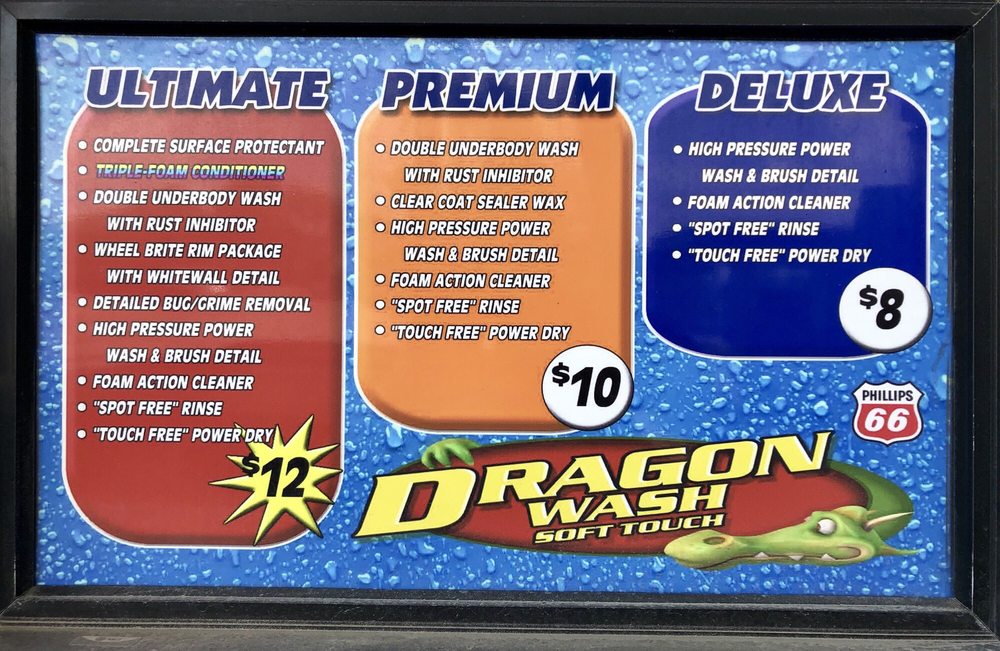 ULTIMATE
• COMPLETE SURFACE PROTECTANT
• TRIPLE-FOAM CONDITIONER
• DOUBLE UNDERBODY WASH
WITH RUST INHIBITOR
• WHEEL BRITE RIM PACKAGE
WITH WHITEWALL DETAIL
• DETAILED BUG/GRIME REMOVAL
• HIGH PRESSURE POWER
WASH & BRUSH DETAIL
• FOAM ACTION CLEANER
• "SPOT FREE" RINSE
• "TOUCH FREE" POWER DRY
$12
PREMIUM
• DOUBLE UNDERBODY WASH
WITH RUST INHIBITOR
• CLEAR COAT SEALER WAX
• HIGH PRESSURE POWER
WASH & BRUSH DETAIL
• FOAM ACTION CLEANER
• "SPOT FREE" RINSE
• "TOUCH FREE" POWER DRY
$10
DELUXE
• HIGH PRESSURE POWER
WASH & BRUSH DETAIL
• FOAM ACTION CLEANER
• "SPOT FREE" RINSE
• "TOUCH FREE" POWER DRY
$8
PHILLIPS
66
DRAGON
WASH
SOFT TOUCH